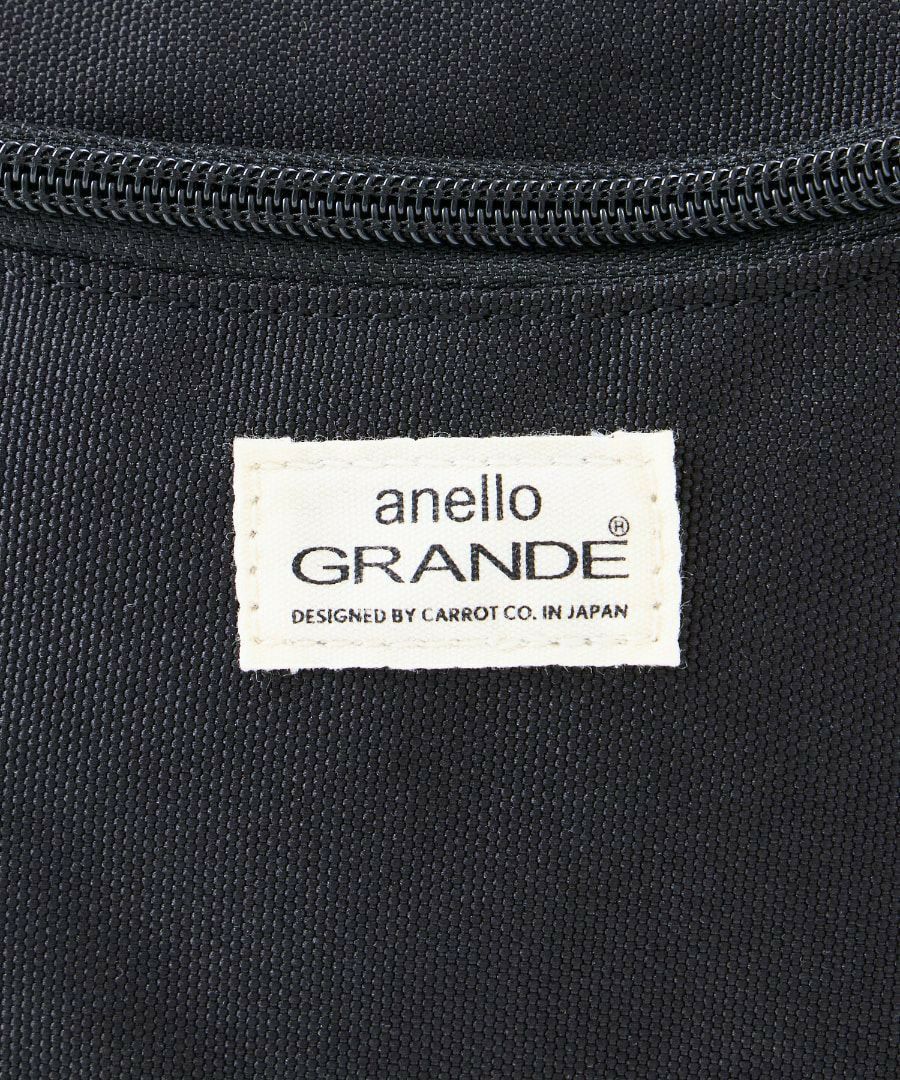 anello
GRANDE Ⓗ
DESIGNED BY CARROT CO. IN JAPAN